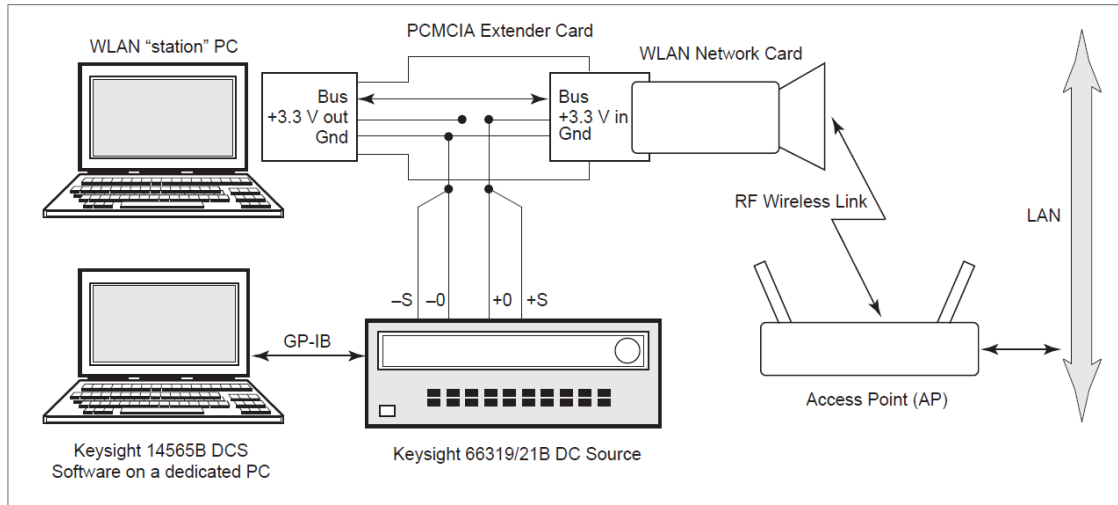 PCMCIA Extender Card
WLAN “station” PC
WLAN Network Card
Bus
+3.3 V out
Gnd
Bus
+3.3 V in
Gnd
RF Wireless Link
LAN
–S
–0
+0
+S
GP-IB
Access Point (AP)
Keysight 14565B DCS
Software on a dedicated PC
Keysight 66319/21B DC Source